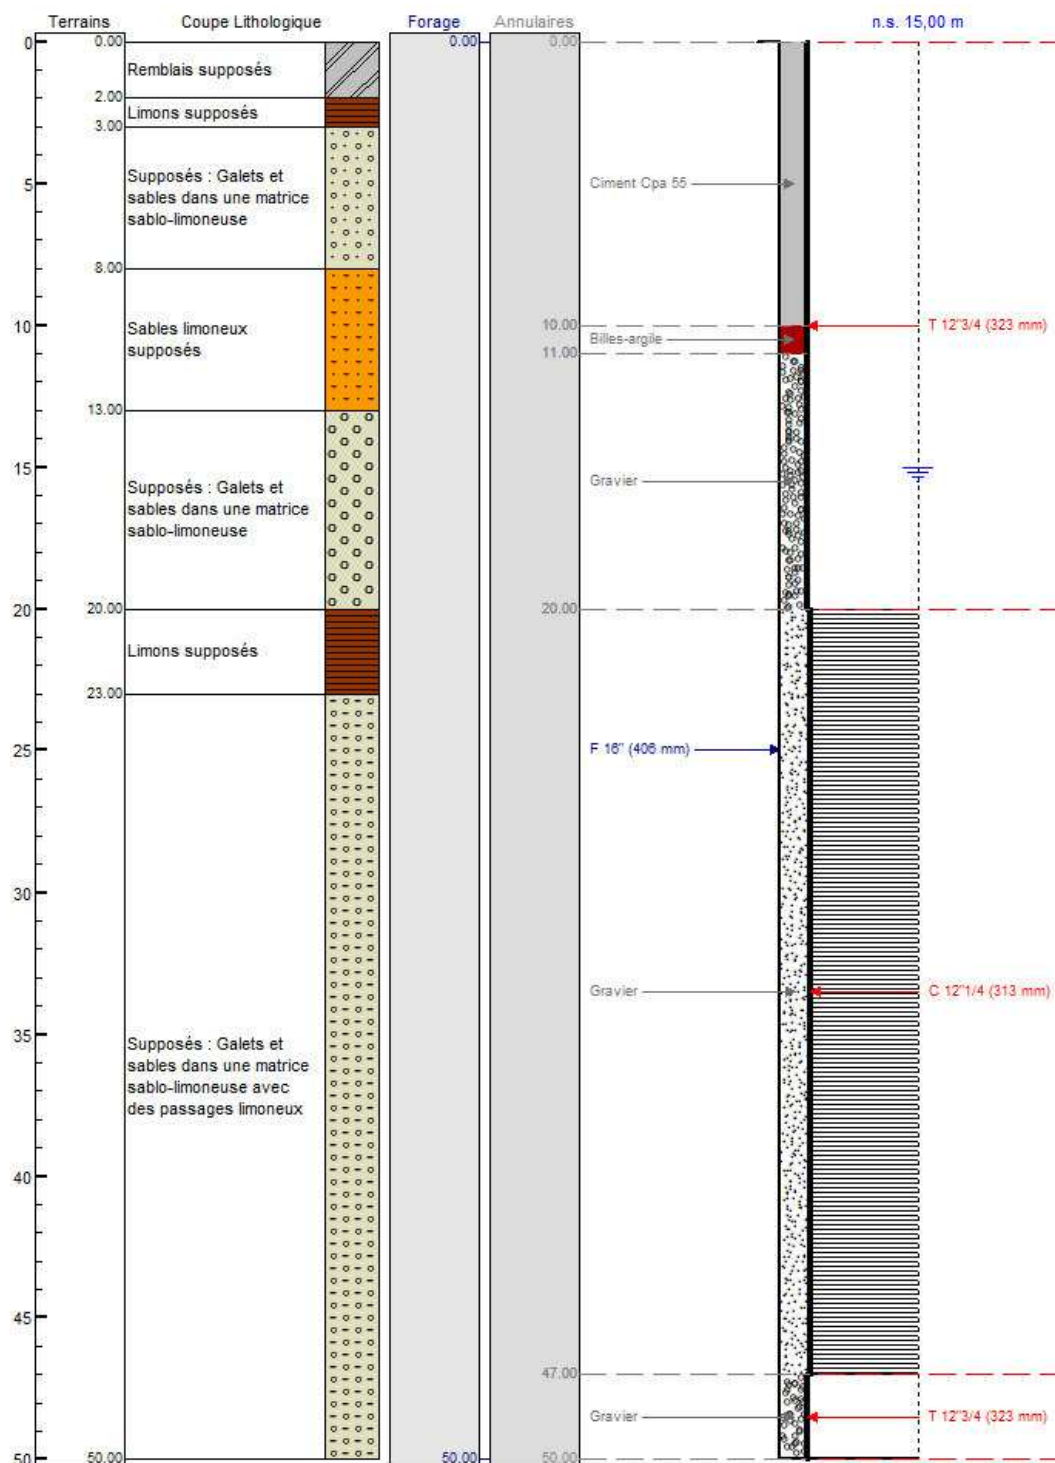 Terrains Coupe Lithologique Forage Annulaires n.s. 15,00 m
0 0.00 0.00 0.00
Remblais supposés
2.00
Limons supposés
3.00
Supposés : Galets et
sables dans une matrice
sablo-limoneuse
5
Ciment Cpa 55
8.00
Sables limoneux
supposés
10
10.00
T 12"3/4 (323 mm)
Billes-argile
11.00
13.00
15
Supposés : Galets et
sables dans une matrice
sablo-limoneuse
Gravier
20 20.00 20.00
Limons supposés
23.00
25
F 16" (406 mm)
30
Gravier
C 12"1/4 (313 mm)
35
Supposés : Galets et
sables dans une matrice
sablo-limoneuse avec
des passages limoneux
40
45
47.00
Gravier
T 12"3/4 (323 mm)
50 50.00 50.00 50.00